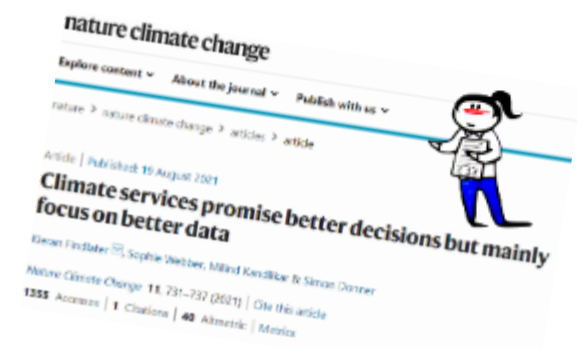 nature climate change
Explore content
About the journal
Publish with us
nature > nature climate change > articles > article
Article | Published: 19 August 2021
Climate services promise better decisions but mainly
focus on better data
Kieran Findlater, Sophie Webber, Milind Kandlikar & Simon Donner
Nature Climate Change 11, 731–737 (2021) | Cite this article
1355 Accesses | 1 Citations | 40 Altmetric | Metrics